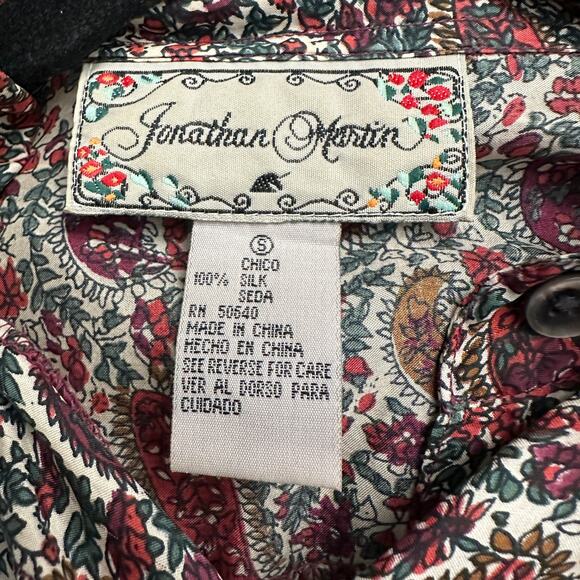 Jonathan Martin
S
CHICO
100% SILK
SEDA
RN 50640
MADE IN CHINA
HECHO EN CHINA
SEE REVERSE FOR CARE
VER AL DORSO PARA
CUIDADO